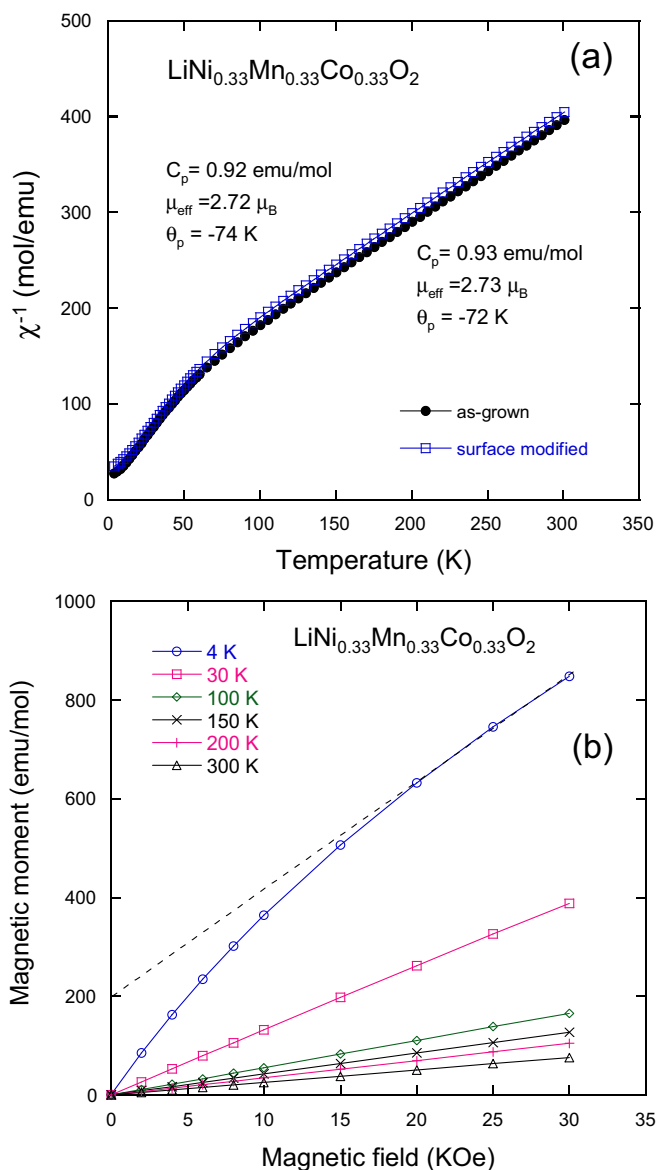 500
400
300
200
100
0
χ⁻¹ (mol/emu)
(a)
LiNi₀.₃₃Mn₀.₃₃Co₀.₃₃O₂
Cₚ= 0.92 emu/mol
μₑff =2.72 μ_B
θₚ = -74 K
Cₚ= 0.93 emu/mol
μₑff =2.73 μ_B
θₚ = -72 K
as-grown
surface modified
0 50 100 150 200 250 300 350
Temperature (K)
1000
800
600
400
200
0
Magnetic moment (emu/mol)
LiNi₀.₃₃Mn₀.₃₃Co₀.₃₃O₂
4 K
30 K
100 K
150 K
200 K
300 K
(b)
0 5 10 15 20 25 30 35
Magnetic field (KOe)